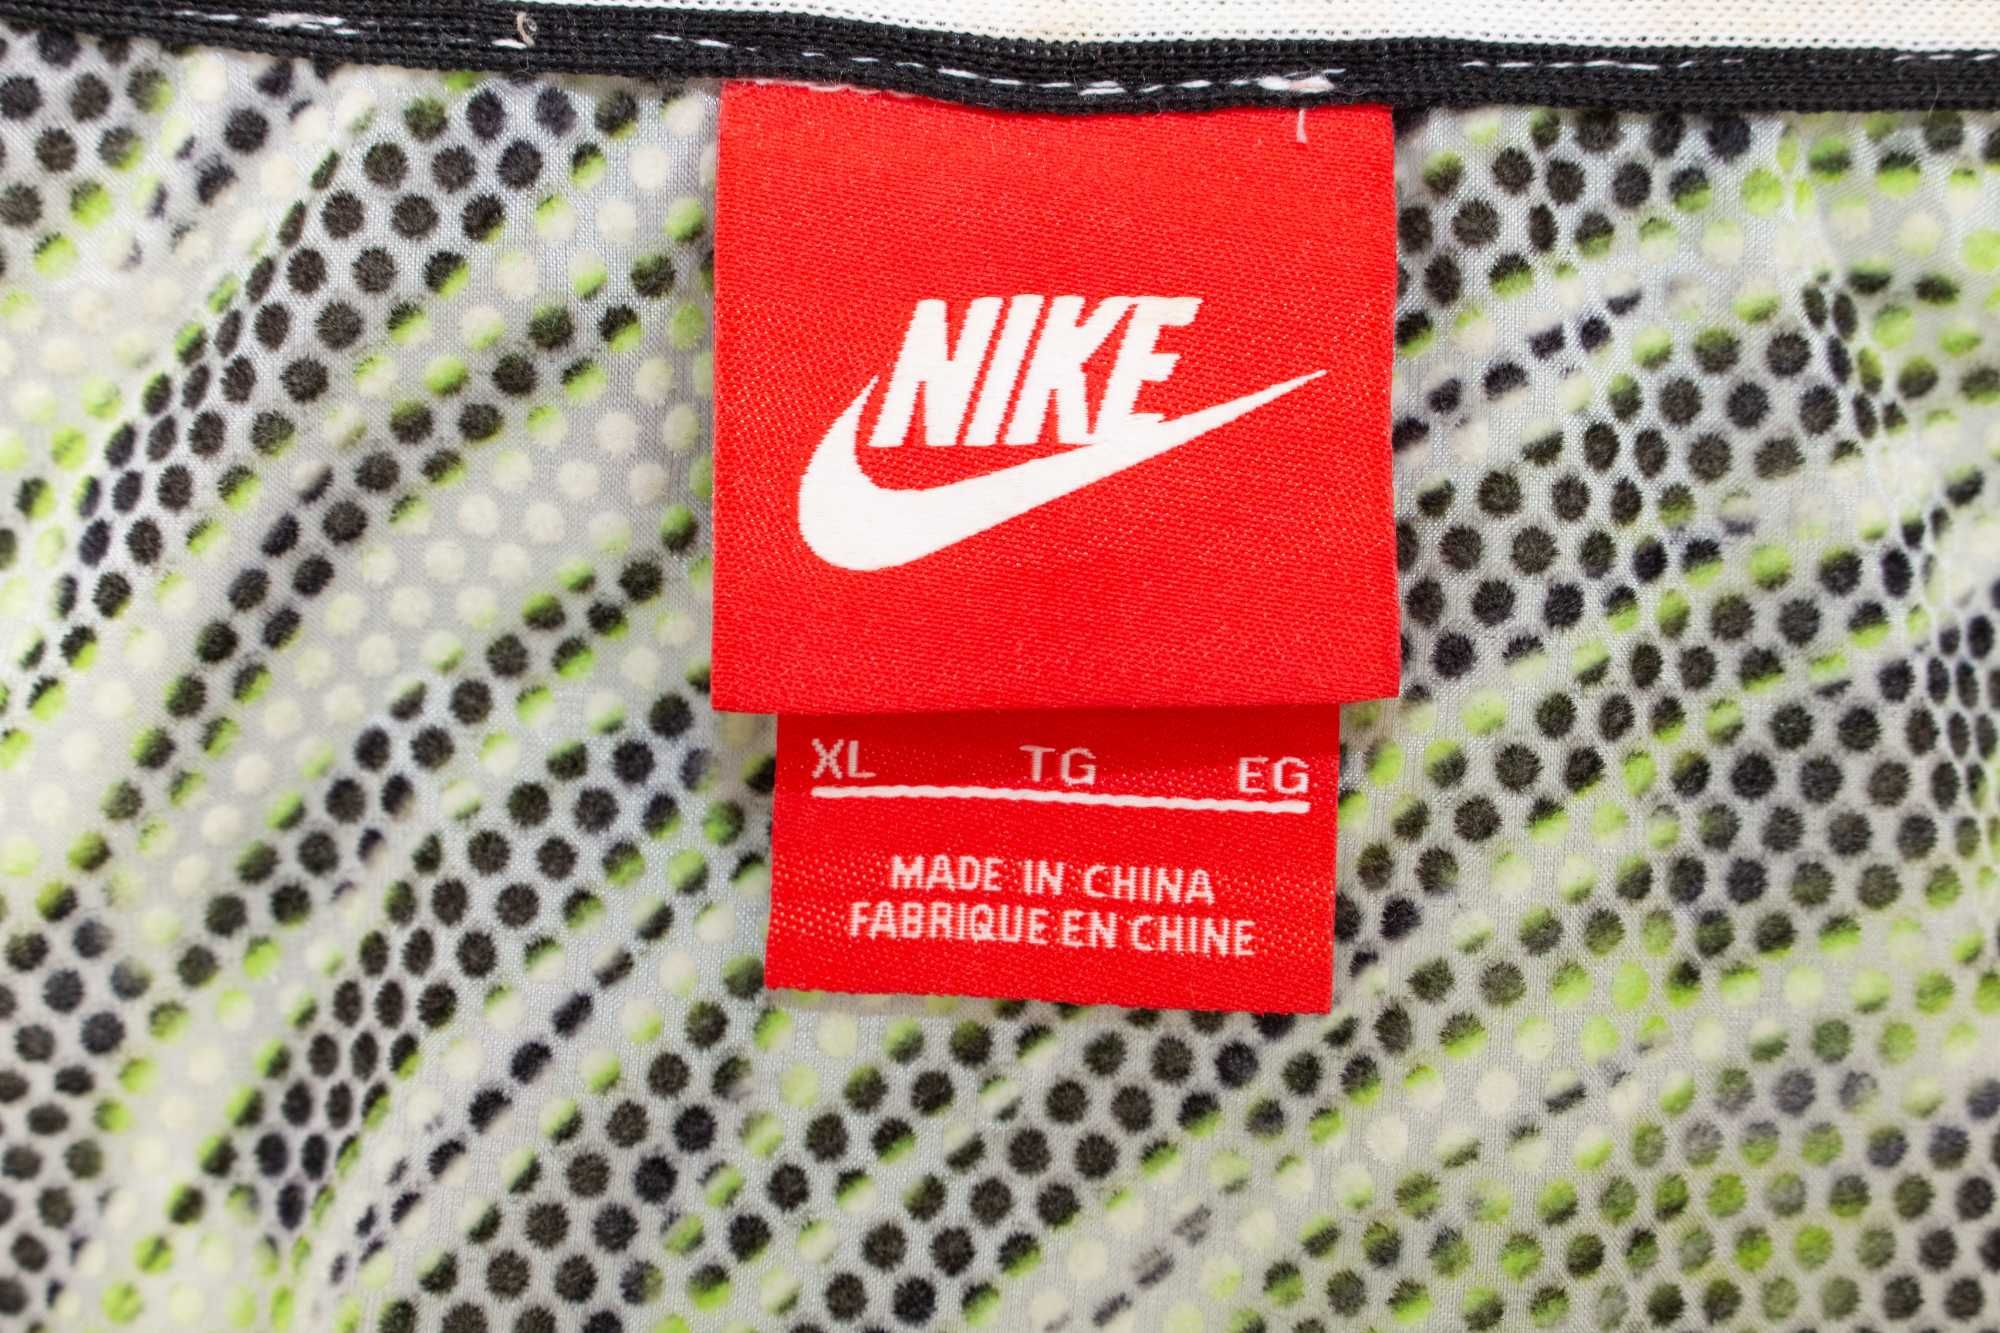 NIKE
XL TG EG
MADE IN CHINA
FABRIQUE EN CHINE